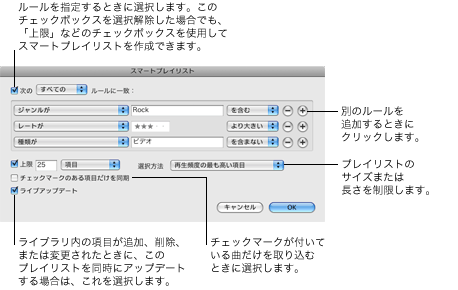 ルールを指定するときに選択します。この
チェックボックスを選択解除した場合でも、
「上限」などのチェックボックスを使用して
スマートプレイリストを作成できます。
スマートプレイリスト
次の すべての ルールに一致：
ジャンルが Rock を含む
レートが ★★★ より大きい
種類が ビデオ を含まない
別のルールを
追加するときに
クリックします。
上限 25 項目 選択方法 再生頻度の最も高い項目
チェックマークのある項目だけを同期
ライブアップデート
プレイリストの
サイズまたは
長さを制限します。
キャンセル OK
ライブラリ内の項目が追加、削除、
または変更されたときに、この
プレイリストを同時にアップデート
する場合は、これを選択します。
チェックマークが付いて
いる曲だけを取り込む
ときに選択します。